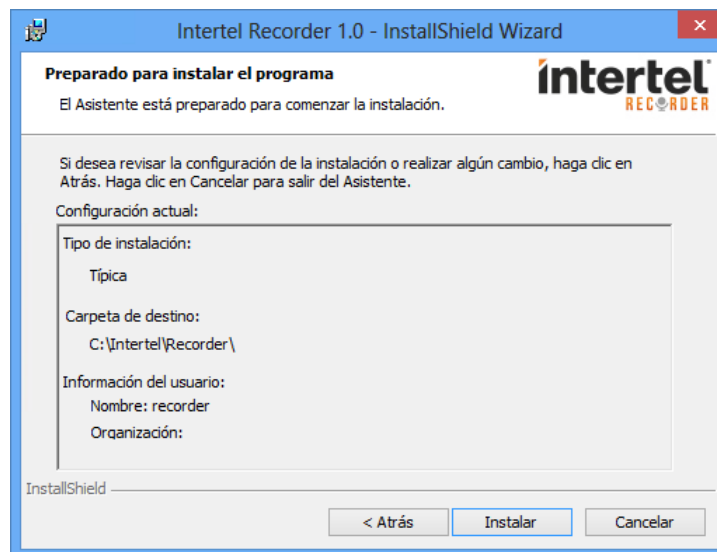 Intertel Recorder 1.0 - InstallShield Wizard
Preparado para instalar el programa
El Asistente está preparado para comenzar la instalación.
intertel
RECORDER
Si desea revisar la configuración de la instalación o realizar algún cambio, haga clic en
Atrás. Haga clic en Cancelar para salir del Asistente.
Configuración actual:
Tipo de instalación:
Típica
Carpeta de destino:
C:\Intertel\Recorder\
Información del usuario:
Nombre: recorder
Organización:
InstallShield
< Atrás
Instalar
Cancelar